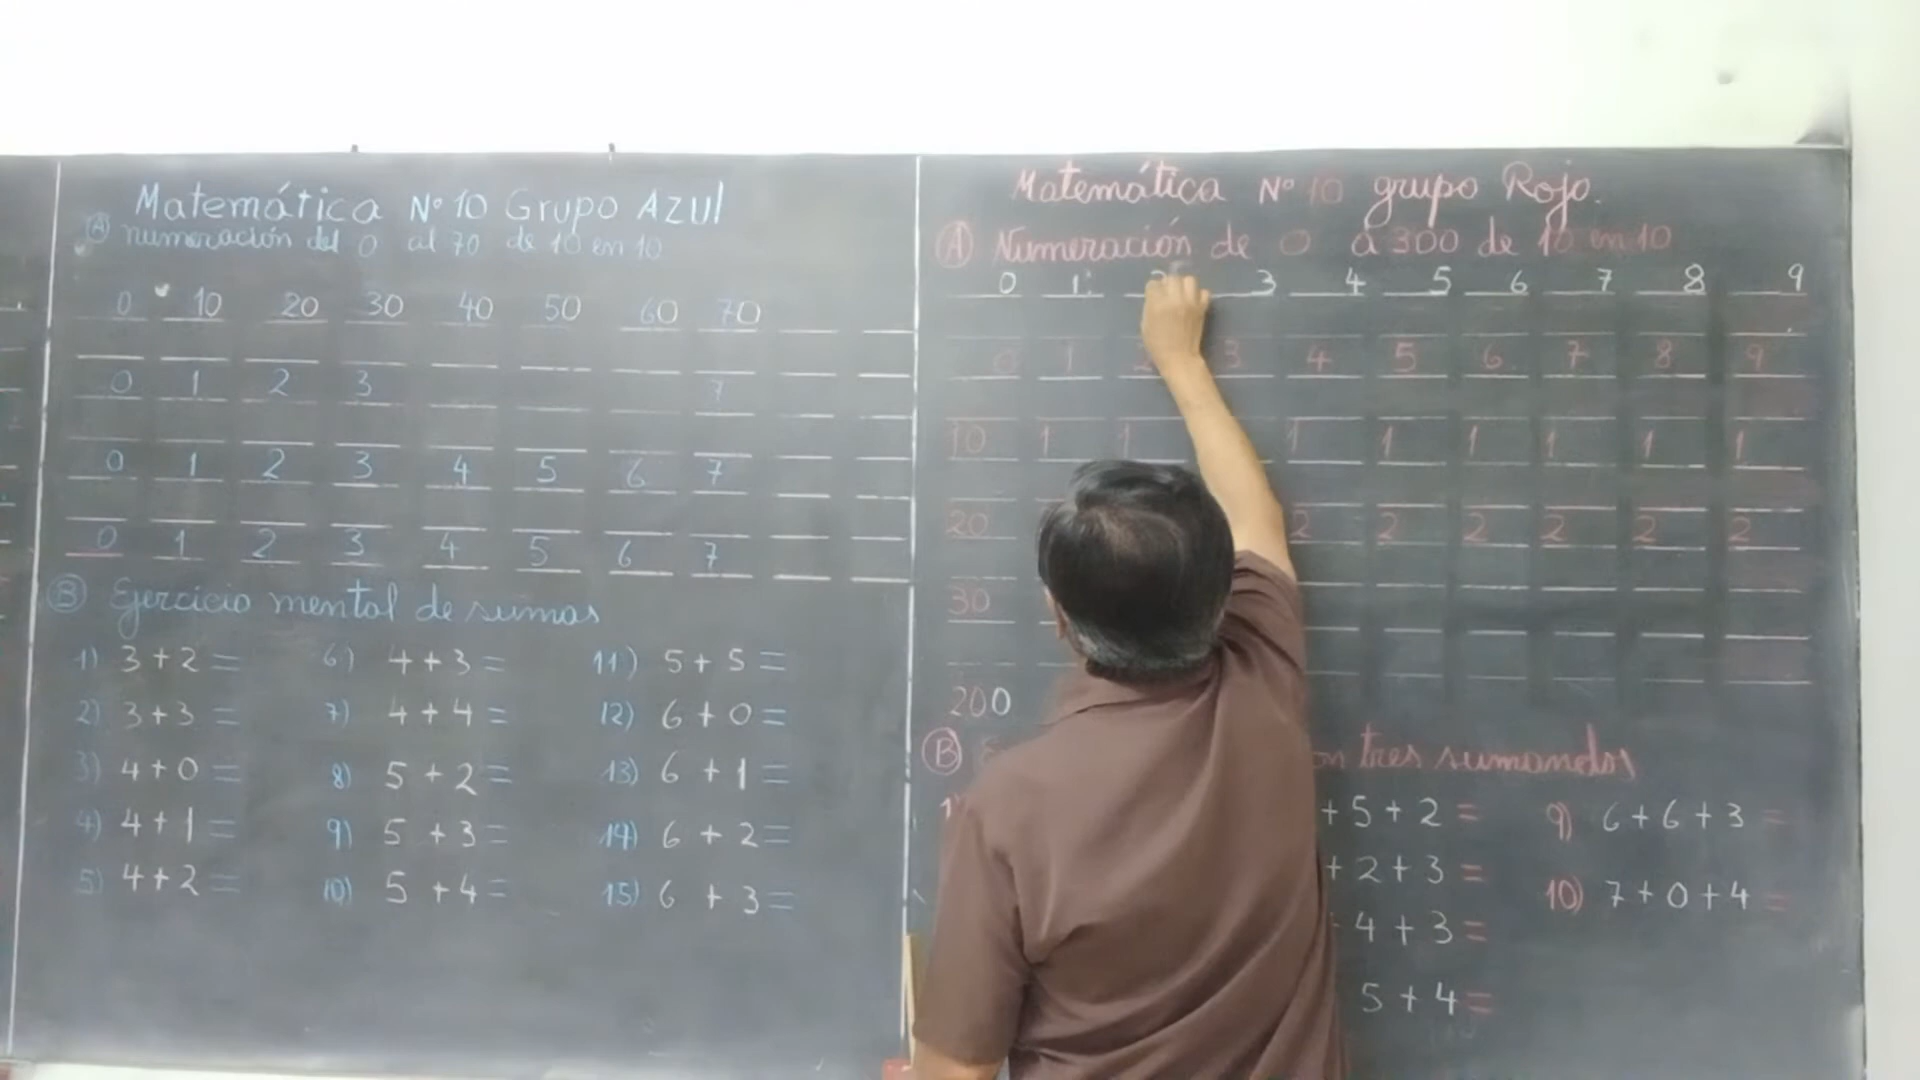 Matemática Nº 10 Grupo Azul
A numeración del 0 al 70 de 10 en 10
0 10 20 30 40 50 60 70
0 1 2 3 7
0 1 2 3 4 5 6 7
0 1 2 3 4 5 6 7
B Ejercicio mental de sumas
1) 3+2=
2) 3+3=
3) 4+0=
4) 4+1=
5) 4+2=
6) 4+3=
7) 4+4=
8) 5+2=
9) 5+3=
10) 5+4=
11) 5+5=
12) 6+0=
13) 6+1=
14) 6+2=
15) 6+3=
Matemática Nº 10 grupo Rojo.
A Numeración de 0 a 300 de 10 en 10
0 1 2 3 4 5 6 7 8 9
0 1 2 3 4 5 6 7 8 9
10 1 1 1 1 1 1 1 1
20 2 2 2 2 2 2
30
200
B on tres sumandos
+5+2=
+2+3=
4+3=
5+4=
9) 6+6+3=
10) 7+0+4=